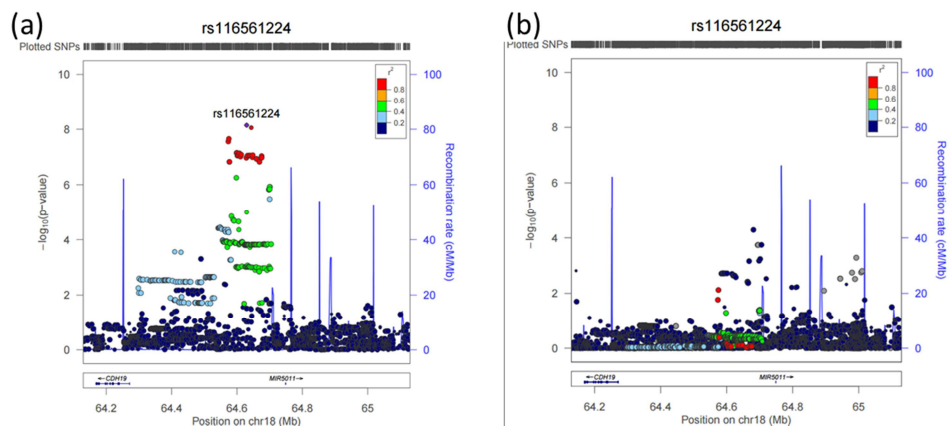 (a)
rs116561224
Plotted SNPs
10
8
6
4
2
0
−log10(p−value)
rs116561224
r²
0.8
0.6
0.4
0.2
100
80
60
40
20
0
Recombination rate (cM/Mb)
←CDH19
MIR5011→
64.2
64.4
64.6
64.8
65
Position on chr18 (Mb)
(b)
rs116561224
Plotted SNPs
10
8
6
4
2
0
−log10(p−value)
r²
0.8
0.6
0.4
0.2
100
80
60
40
20
0
Recombination rate (cM/Mb)
←CDH19
MIR5011→
64.2
64.4
64.6
64.8
65
Position on chr18 (Mb)